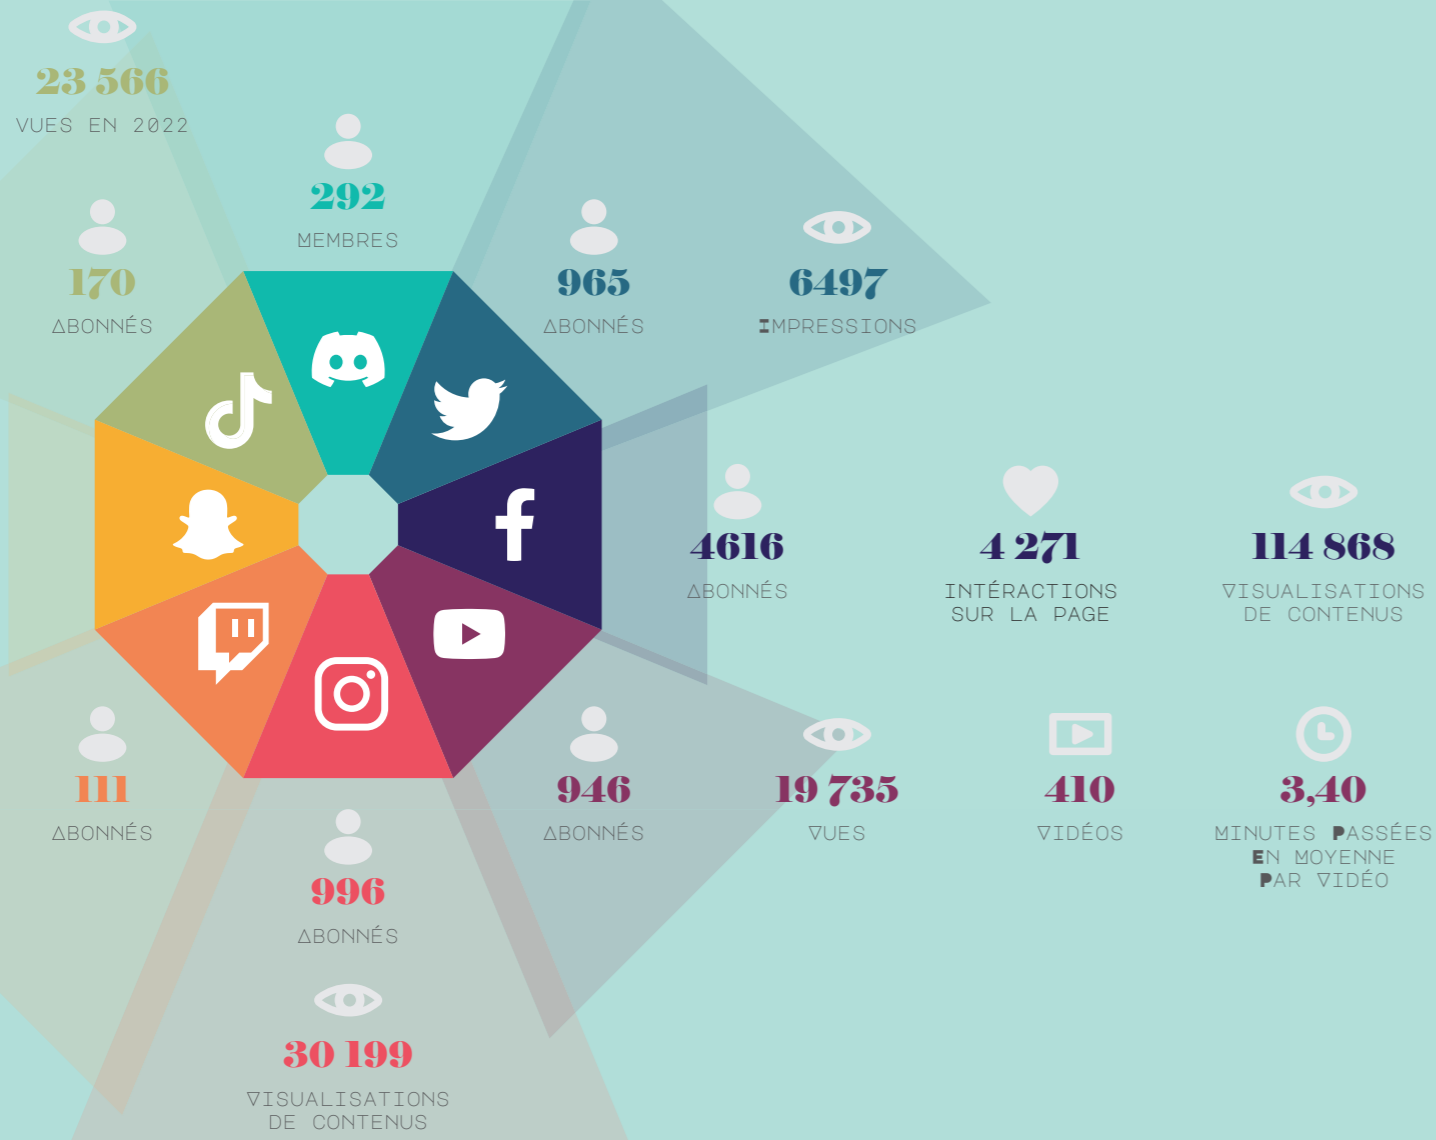 23 566
VUES EN 2022
292
MEMBRES
170
ABONNÉS
965
ABONNÉS
6497
IMPRESSIONS
4616
ABONNÉS
4 271
INTÉRACTIONS
SUR LA PAGE
114 868
VISUALISATIONS
DE CONTENUS
111
ABONNÉS
946
ABONNÉS
19 735
VUES
410
VIDÉOS
3,40
MINUTES PASSÉES
EN MOYENNE
PAR VIDÉO
996
ABONNÉS
30 199
VISUALISATIONS
DE CONTENUS